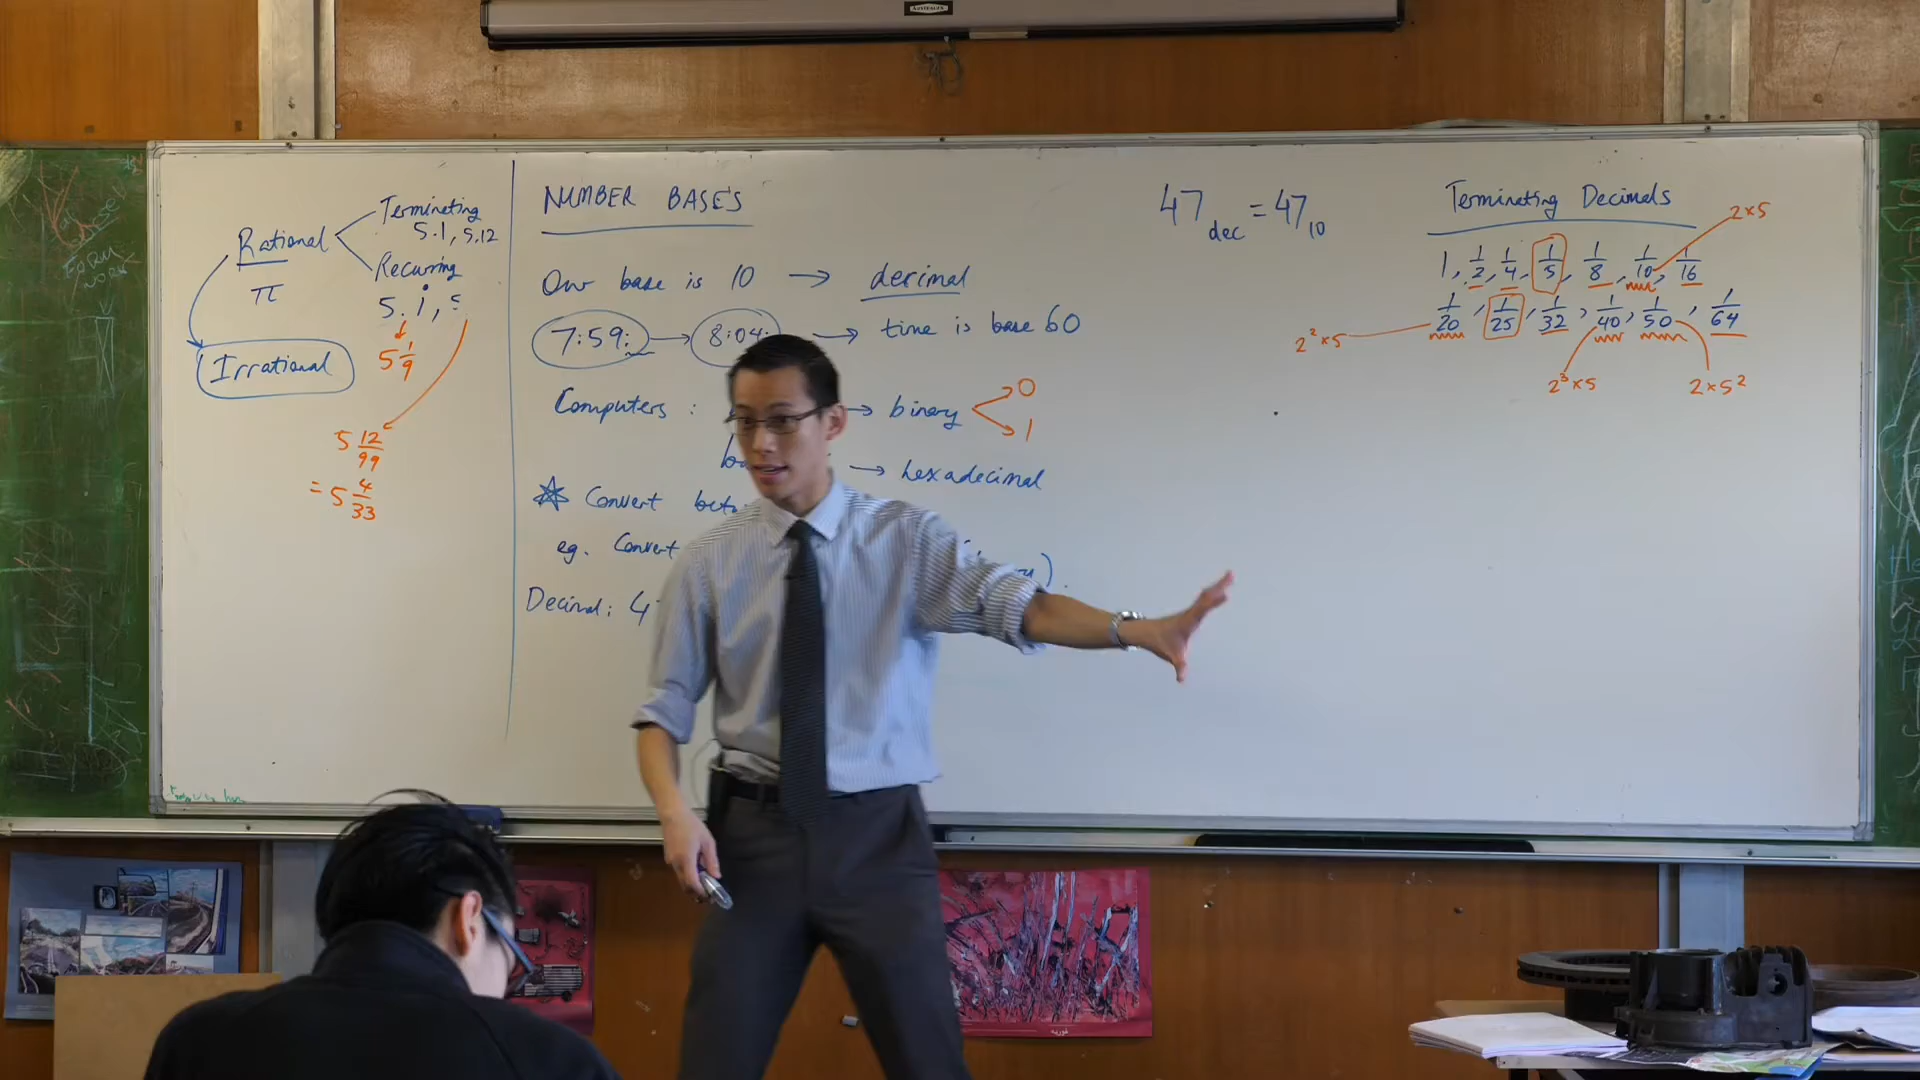 Rational
Terminating
5.1, 5.12
Recurring
5.1̇,
π
5 1/9
Irrational
5 12/99
= 5 4/33
NUMBER BASES
Our base is 10 → decimal
7:59: → 8:04: → time is base 60
Computers : → binary
0
1
→ hexadecimal
Convert
eg. Convert
Decimal: 4
47dec = 47₁₀
Terminating Decimals
2×5
1, 1/2, 1/4, 1/5, 1/8, 1/10, 1/16
1/20, 1/25, 1/32, 1/40, 1/50, 1/64
2²×5
2³×5
2×5²